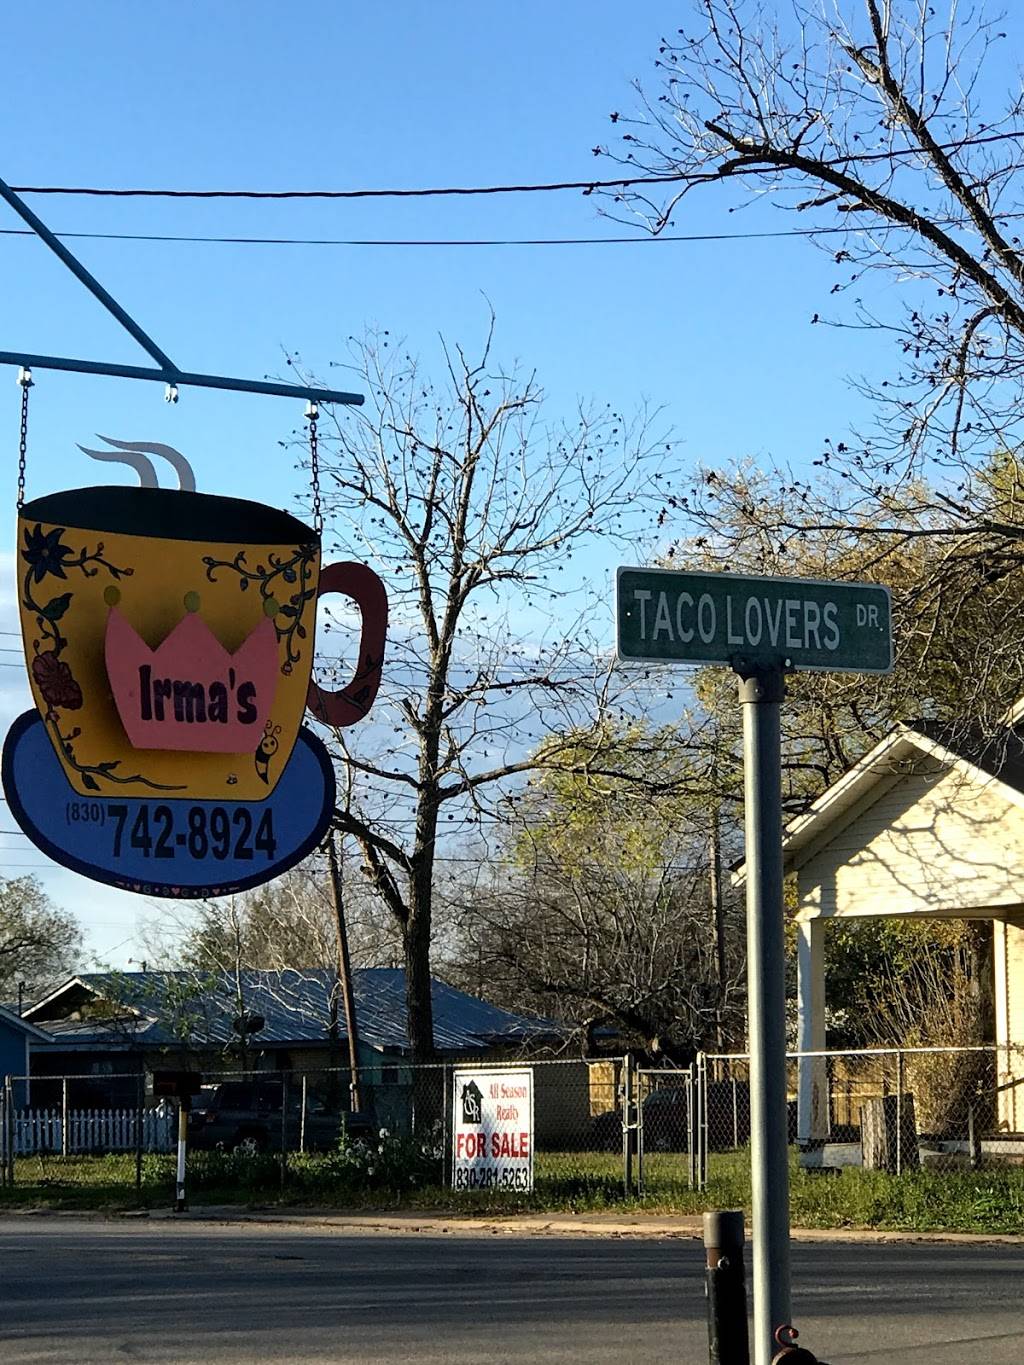 Irma's
(830) 742-8924
TACO LOVERS DR
All Season
Realty
FOR SALE
830-281-5263